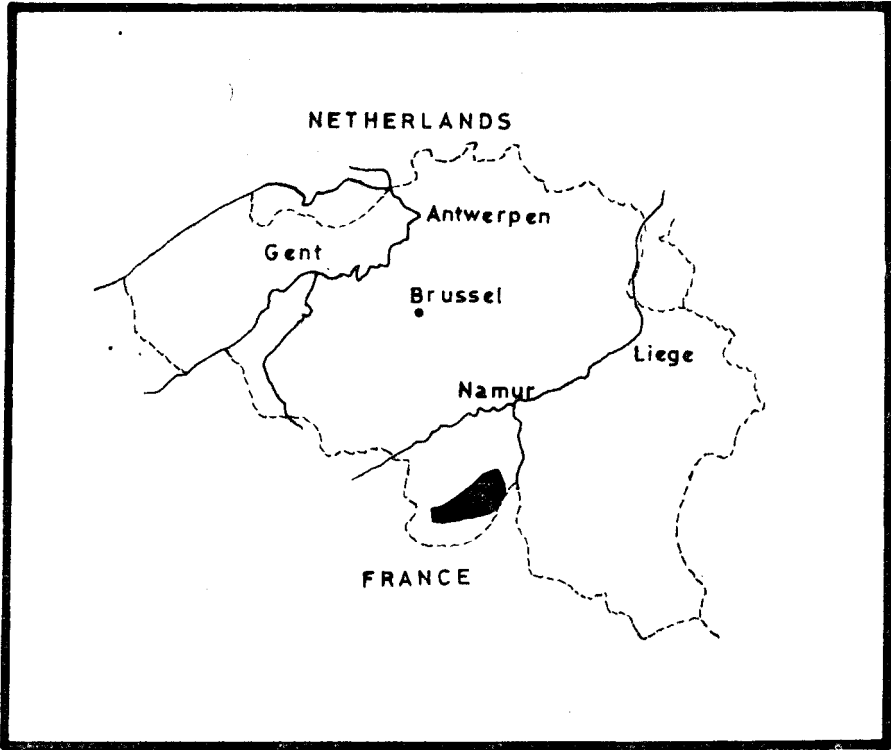 NETHERLANDS
Antwerpen
Gent
Brussel
Liege
Namur
FRANCE